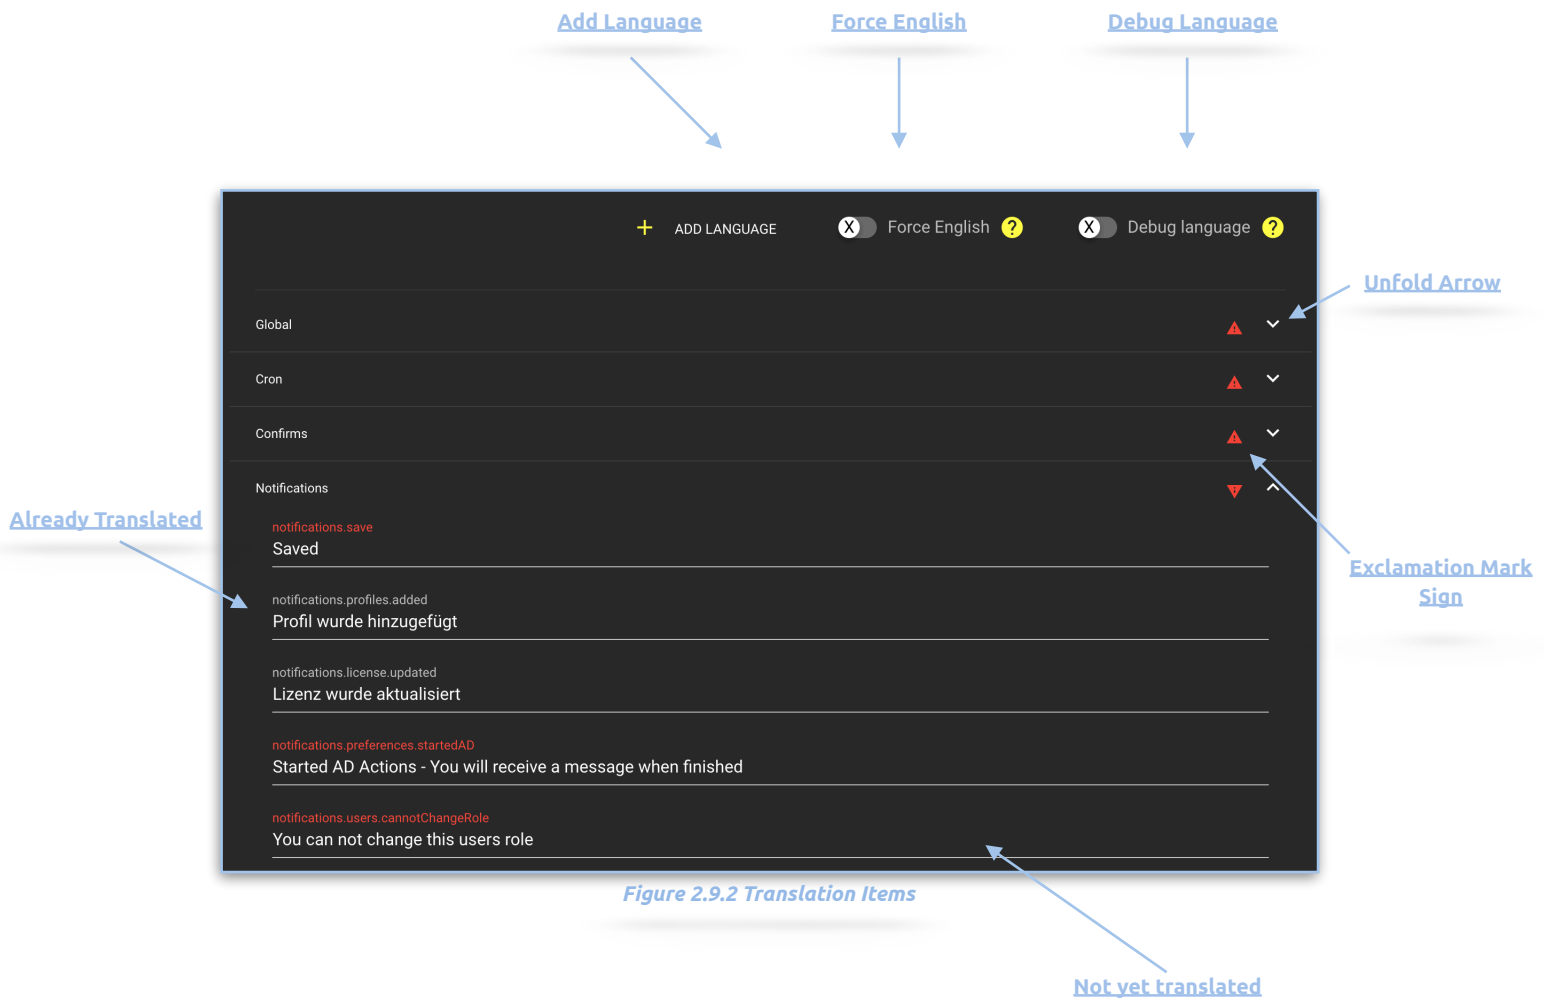 Add Language
Force English
Debug Language
+ ADD LANGUAGE
X Force English ?
X Debug language ?
Unfold Arrow
Global
Cron
Confirms
Notifications
Already Translated
notifications.save
Saved
Exclamation Mark
Sign
notifications.profiles.added
Profil wurde hinzugefügt
notifications.license.updated
Lizenz wurde aktualisiert
notifications.preferences.startedAD
Started AD Actions - You will receive a message when finished
notifications.users.cannotChangeRole
You can not change this users role
Figure 2.9.2 Translation Items
Not yet translated